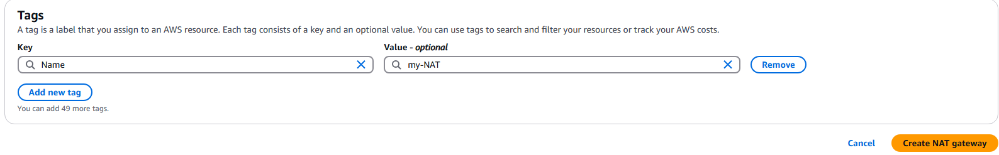 Tags
A tag is a label that you assign to an AWS resource. Each tag consists of a key and an optional value. You can use tags to search and filter your resources or track your AWS costs.
Key Value - optional
Name my-NAT Remove
Add new tag
You can add 49 more tags.
Cancel Create NAT gateway